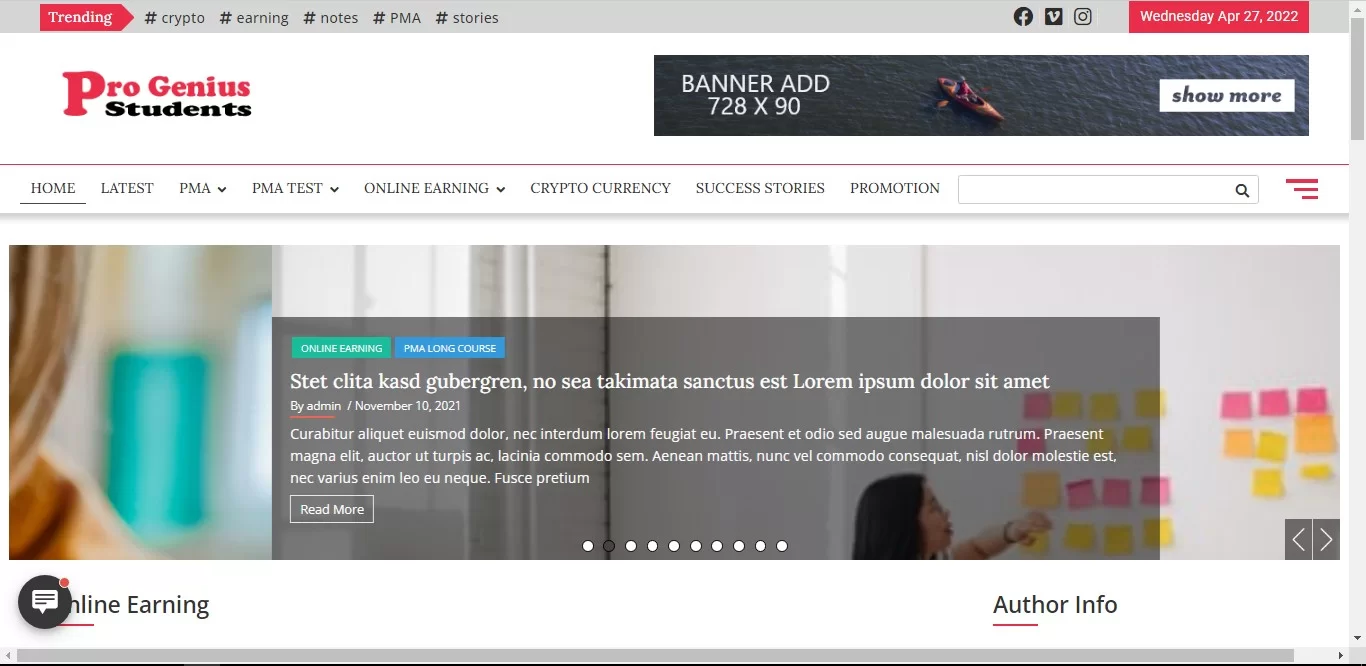 Trending # crypto # earning # notes # PMA # stories Wednesday Apr 27, 2022
Pro Genius
Students
BANNER ADD
728 X 90
show more
HOME LATEST PMA PMA TEST ONLINE EARNING CRYPTO CURRENCY SUCCESS STORIES PROMOTION
ONLINE EARNING PMA LONG COURSE
Stet clita kasd gubergren, no sea takimata sanctus est Lorem ipsum dolor sit amet
By admin / November 10, 2021
Curabitur aliquet euismod dolor, nec interdum lorem feugiat eu. Praesent et odio sed augue malesuada rutrum. Praesent
magna elit, auctor ut turpis ac, lacinia commodo sem. Aenean mattis, nunc vel commodo consequat, nisl dolor molestie est,
nec varius enim leo eu neque. Fusce pretium
Read More
nline Earning Author Info